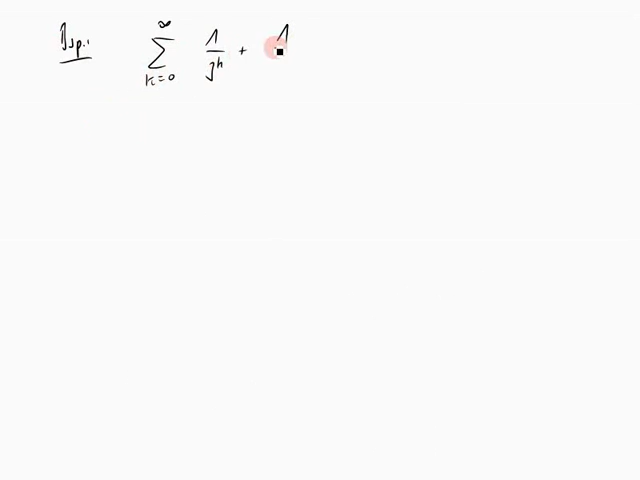 Bsp.: ∑_{k=0}^{∞} 1/3^k + 1